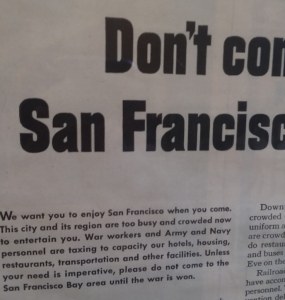 Don't con
San Francisc
We want you to enjoy San Francisco when you come.
This city and its region are too busy and crowded now
to entertain you. War workers and Army and Navy
personnel are taxing to capacity our hotels, housing,
restaurants, transportation and other facilities. Unless
your need is imperative, please do not come to the
San Francisco Bay area until the war is won.
Down
crowded
uniform a
are crowd
do restau
and bases
Eve on the
Railroad
have accom
personnel.